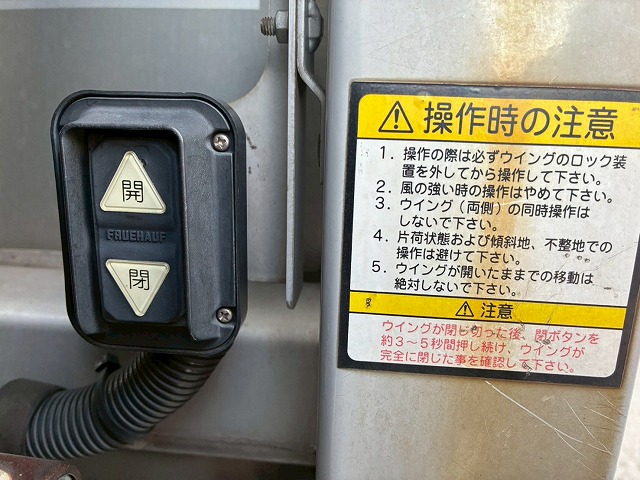 開
FRUEHAUF
閉
操作時の注意
1. 操作の際は必ずウイングのロック装
置を外してから操作して下さい。
2. 風の強い時の操作はやめて下さい。
3. ウイング(両側)の同時操作は
しないで下さい。
4. 片荷状態および傾斜地、不整地での
操作は避けて下さい。
5. ウイングが開いたままでの移動は
絶対しないで下さい。
注意
ウイングが閉じ切った後、閉ボタンを
約3~5秒間押し続け、ウイングが
完全に閉じた事を確認して下さい。